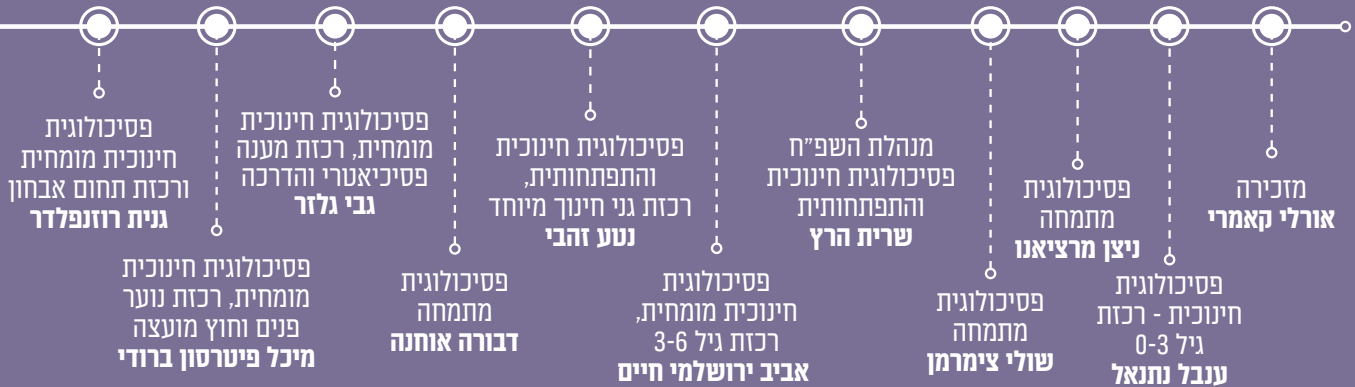 מזכירה
אורלי קאמרי
פסיכולוגית
חינוכית - רכזת
גיל 0-3
ענבל נתנאל
פסיכולוגית
מתמחה
ניצן מרציאנו
פסיכולוגית
מתמחה
שולי צימרמן
מנהלת השפ״ח
פסיכולוגית חינוכית
והתפתחותית
שרית הרץ
פסיכולוגית
חינוכית מומחית,
רכזת גיל 3-6
אביב ירושלמי חיים
פסיכולוגית חינוכית
והתפתחותית,
רכזת גני חינוך מיוחד
נטע זהבי
פסיכולוגית
מתמחה
דבורה אוחנה
פסיכולוגית חינוכית
מומחית, רכזת מענה
פסיכיאטרי והדרכה
גבי גלזר
פסיכולוגית חינוכית
מומחית, רכזת נוער
פנים וחוץ מועצה
מיכל פיטרסון ברודי
פסיכולוגית
חינוכית מומחית
ורכזת תחום אבחון
גנית רוזנפלדר